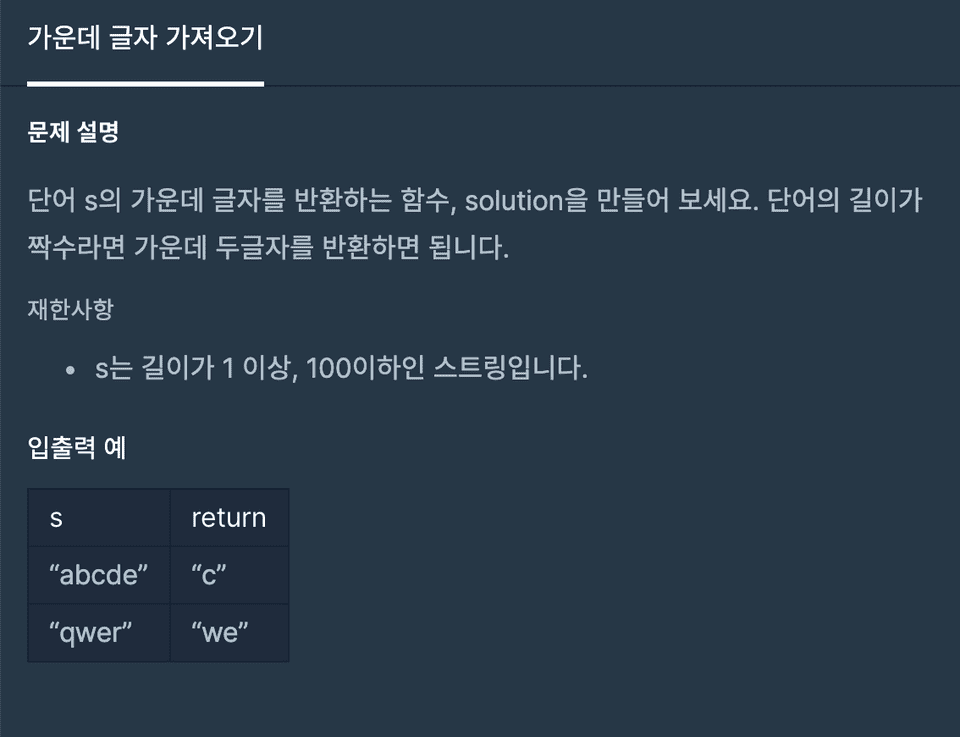 가운데 글자 가져오기
문제 설명
단어 s의 가운데 글자를 반환하는 함수, solution을 만들어 보세요. 단어의 길이가
짝수라면 가운데 두글자를 반환하면 됩니다.
재한사항
• s는 길이가 1 이상, 100이하인 스트링입니다.
입출력 예
s return
“abcde” “c”
“qwer” “we”